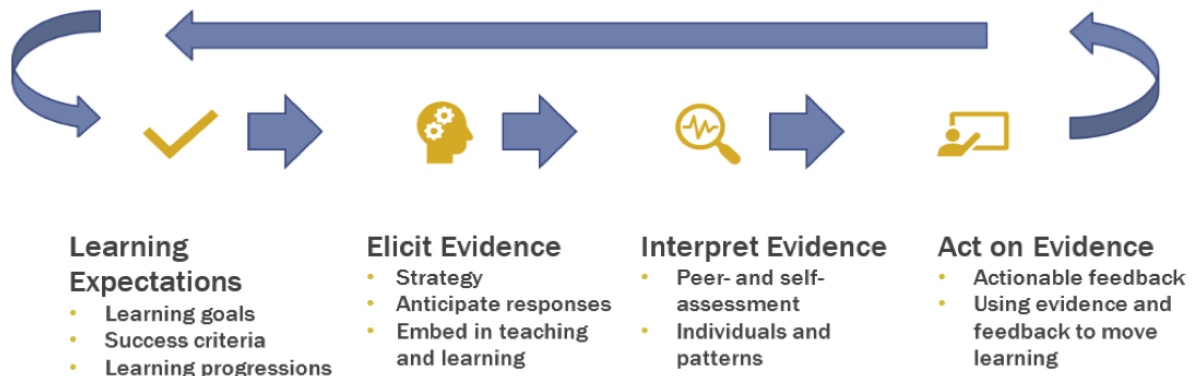 Learning
Expectations
• Learning goals
• Success criteria
• Learning progressions
Elicit Evidence
• Strategy
• Anticipate responses
• Embed in teaching
and learning
Interpret Evidence
• Peer- and self-
assessment
• Individuals and
patterns
Act on Evidence
• Actionable feedback
• Using evidence and
feedback to move
learning